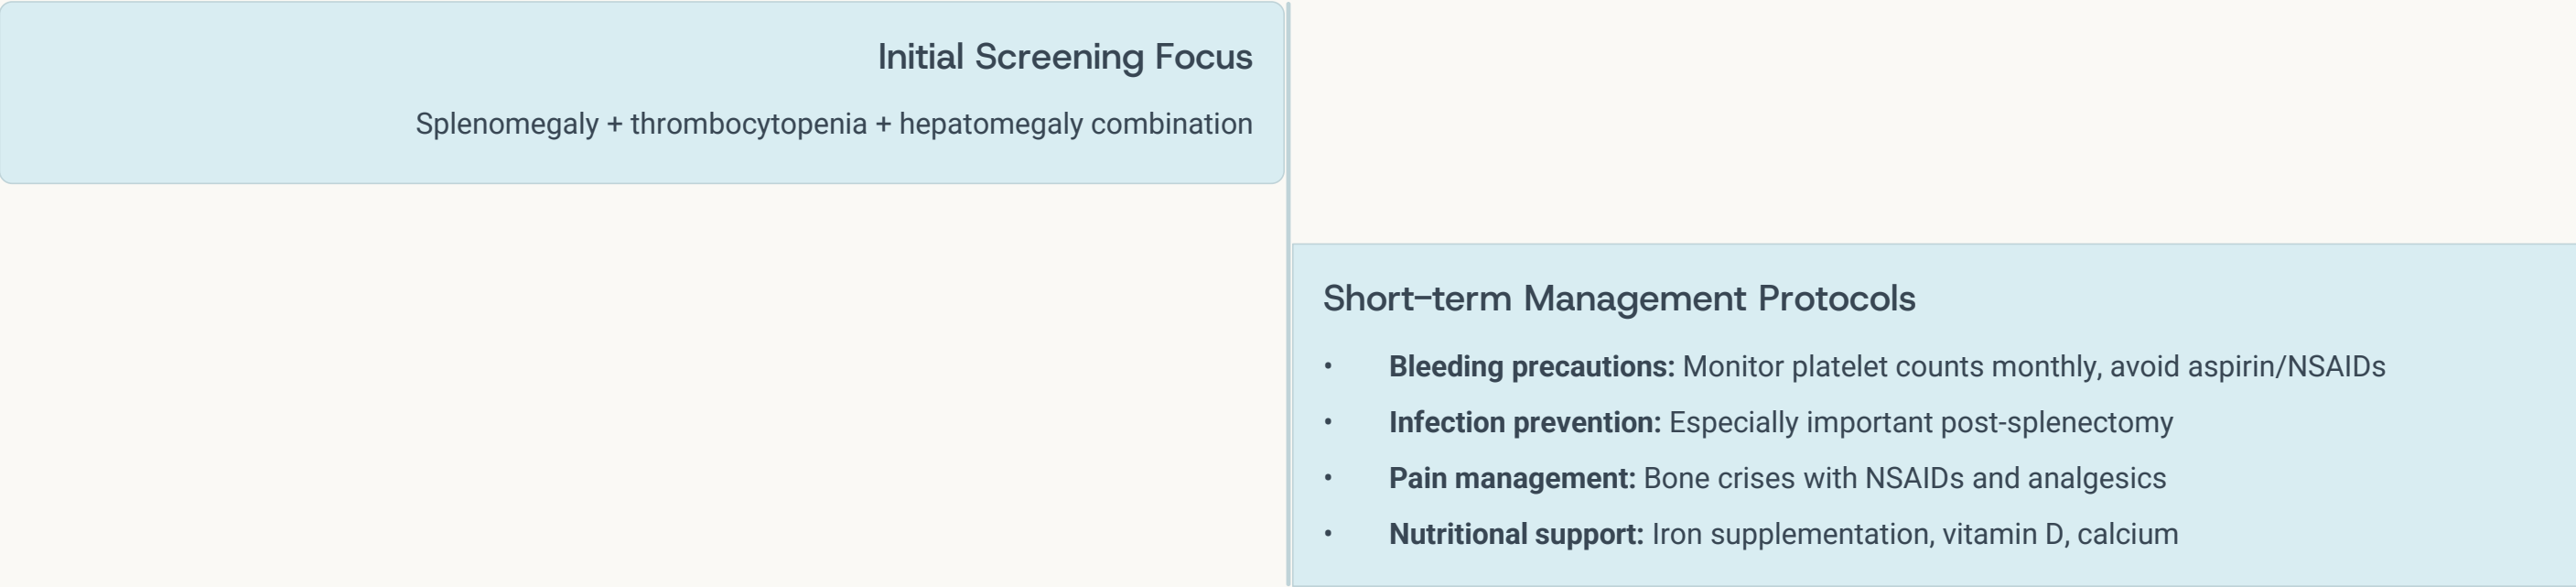 Initial Screening Focus
Splenomegaly + thrombocytopenia + hepatomegaly combination
Short-term Management Protocols
• Bleeding precautions: Monitor platelet counts monthly, avoid aspirin/NSAIDs
• Infection prevention: Especially important post-splenectomy
• Pain management: Bone crises with NSAIDs and analgesics
• Nutritional support: Iron supplementation, vitamin D, calcium